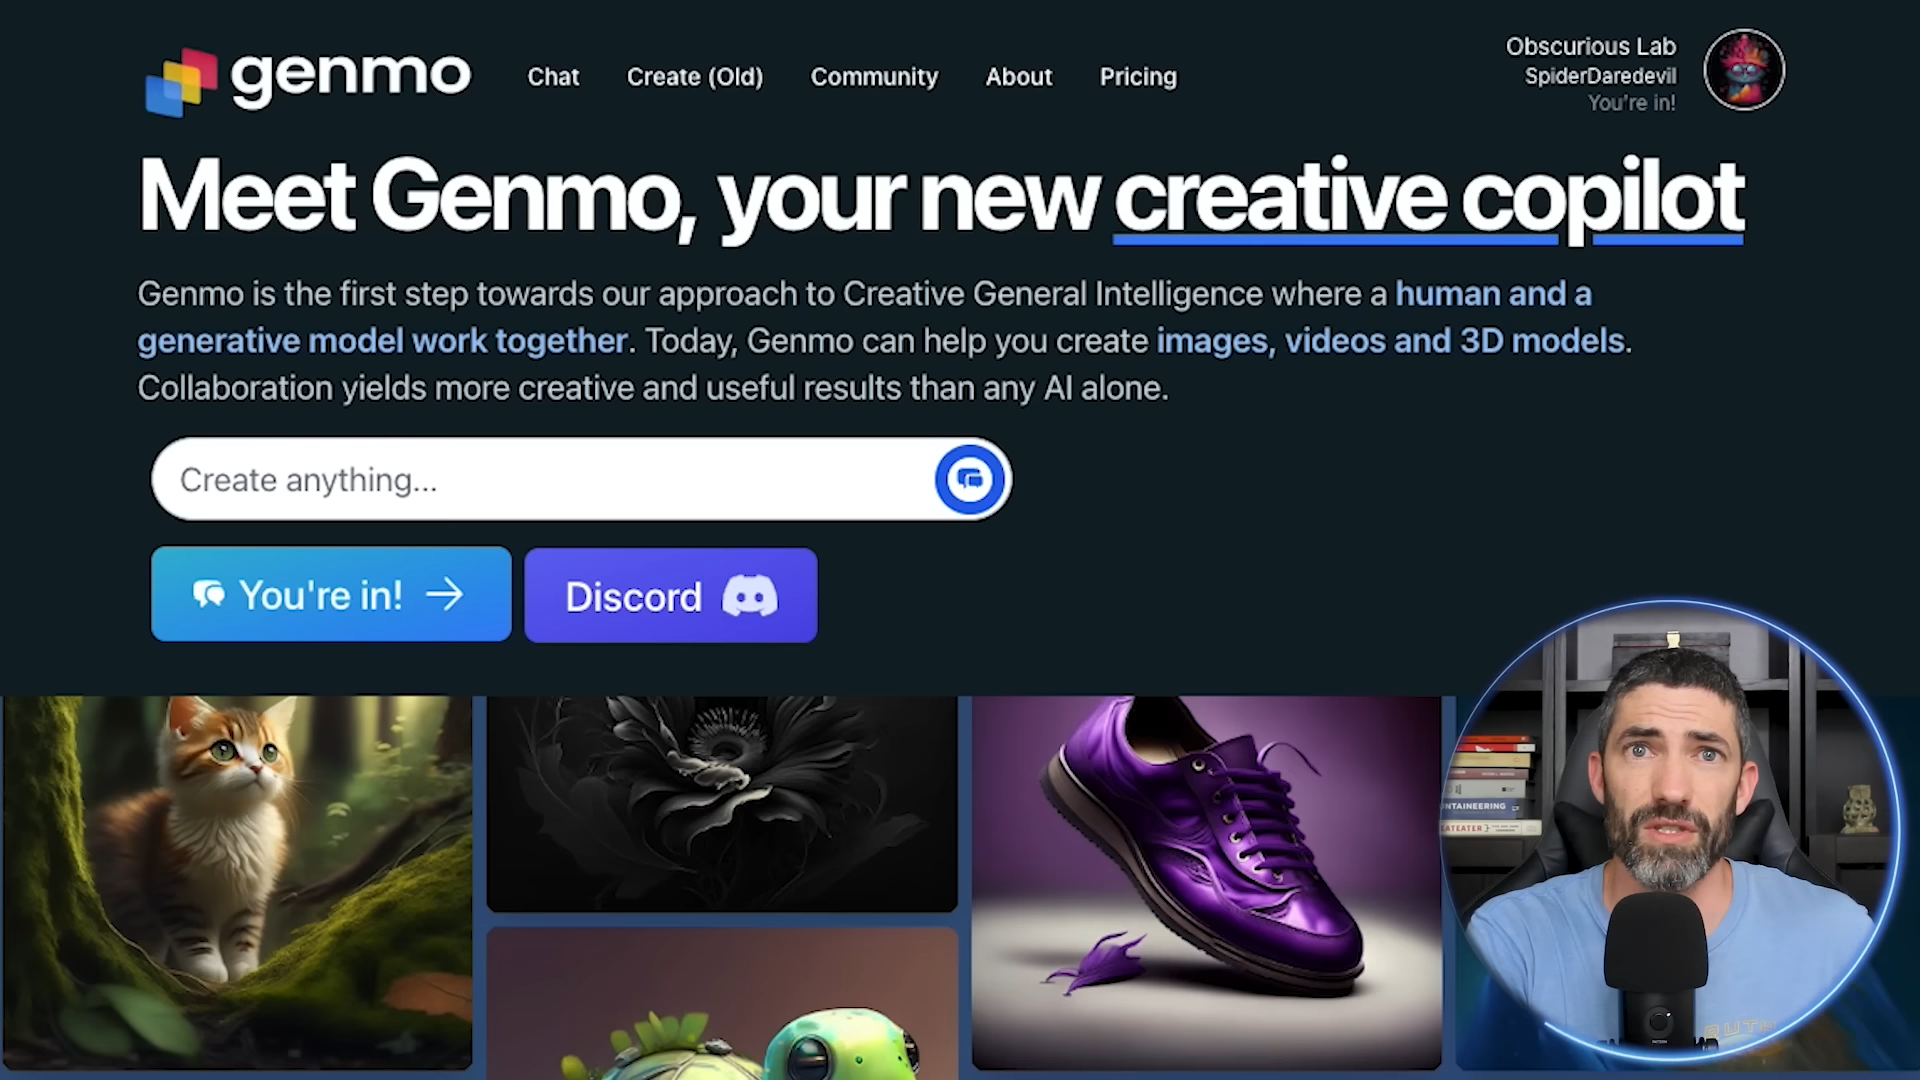 genmo
Chat
Create (Old)
Community
About
Pricing
Obscurious Lab
SpiderDaredevil
You're in!
Meet Genmo, your new creative copilot
Genmo is the first step towards our approach to Creative General Intelligence where a human and a
generative model work together. Today, Genmo can help you create images, videos and 3D models.
Collaboration yields more creative and useful results than any AI alone.
Create anything...
You're in!
Discord